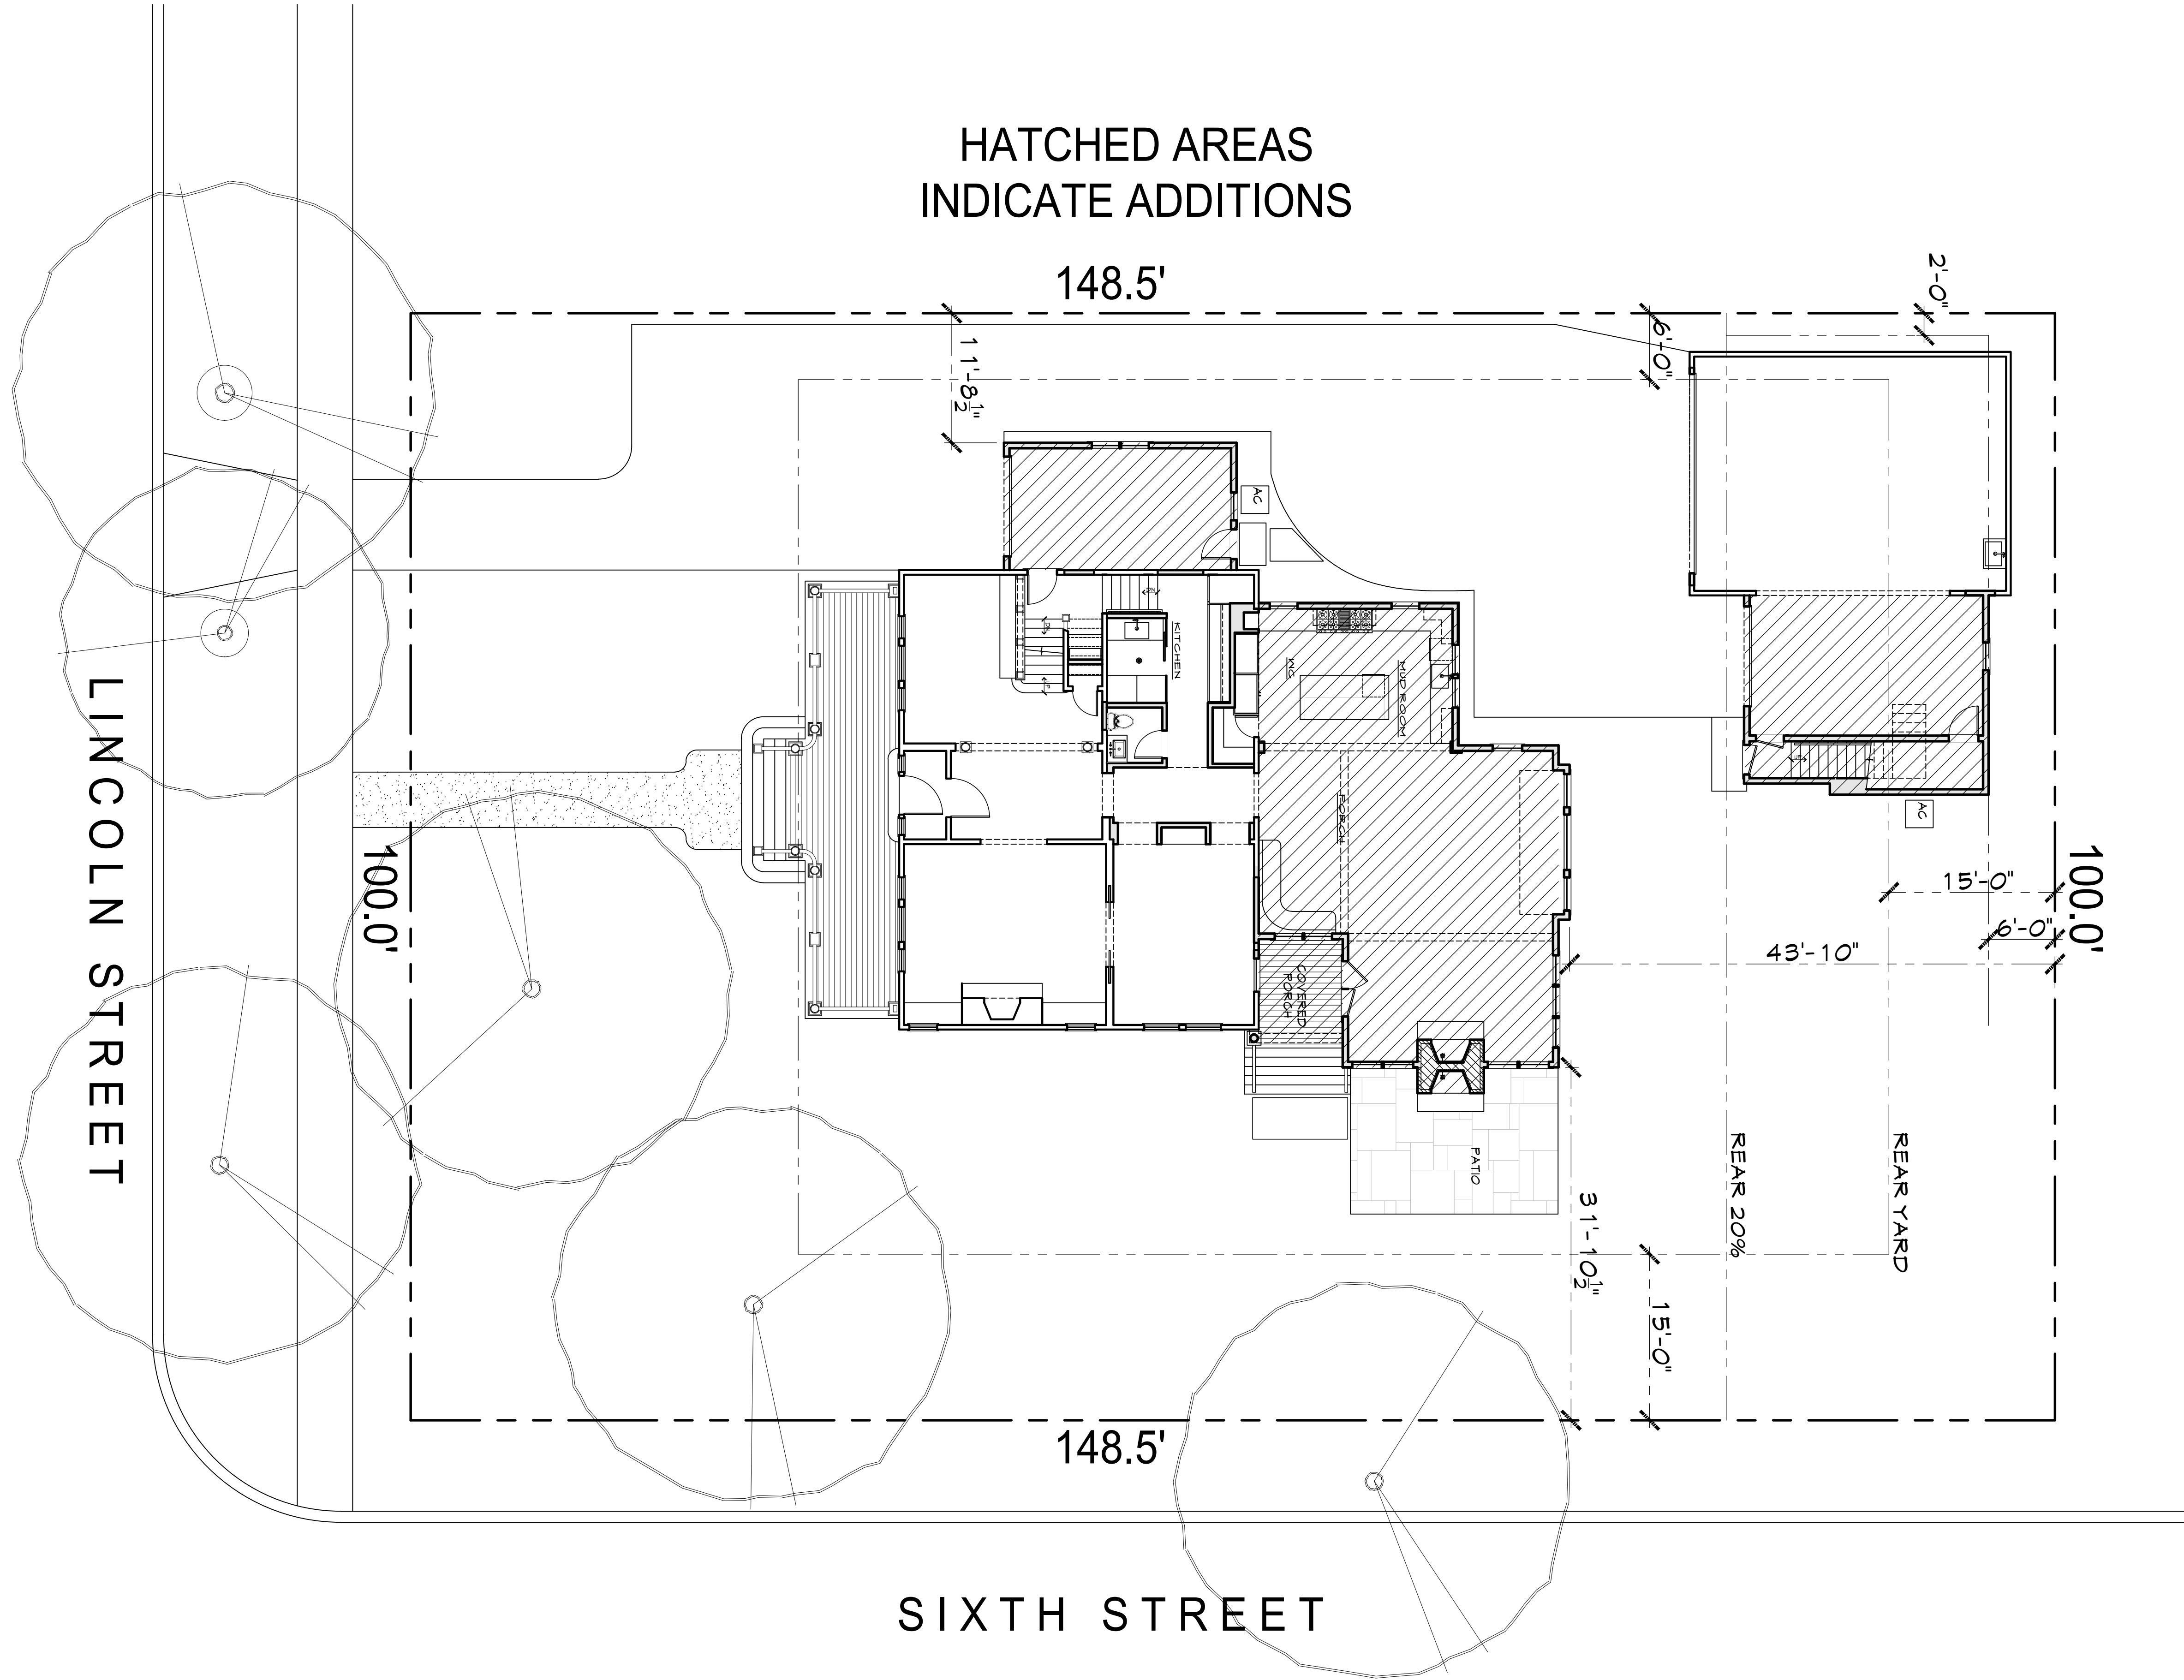 HATCHED AREAS
INDICATE ADDITIONS
148.5'
2'-0"
6'-0"
11'-8 1/2"
AC
KITCHEN
WC
MUD ROOM
PORCH
AC
LINCOLN STREET
100.0'
100.0'
15'-0"
6'-0"
43'-10"
COVERED
PORCH
PATIO
REAR 20%
REAR YARD
31'-10 1/2"
15'-0"
148.5'
SIXTH STREET